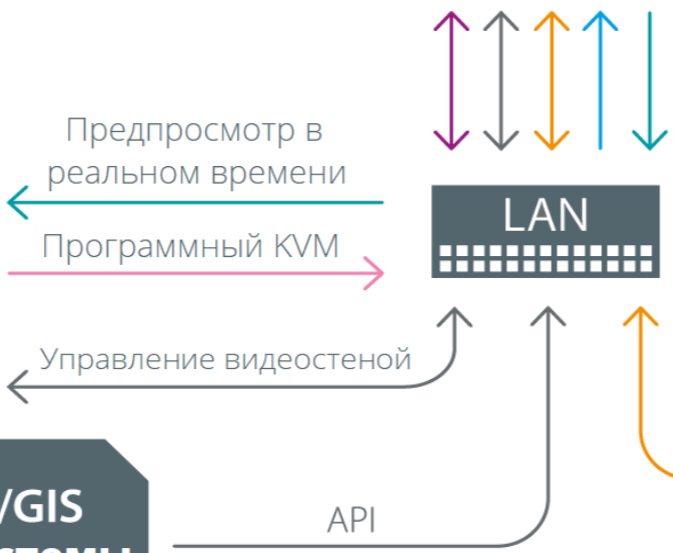 Предпросмотр в
реальном времени
LAN
Программный KVM
Управление видеостеной
/GIS
API